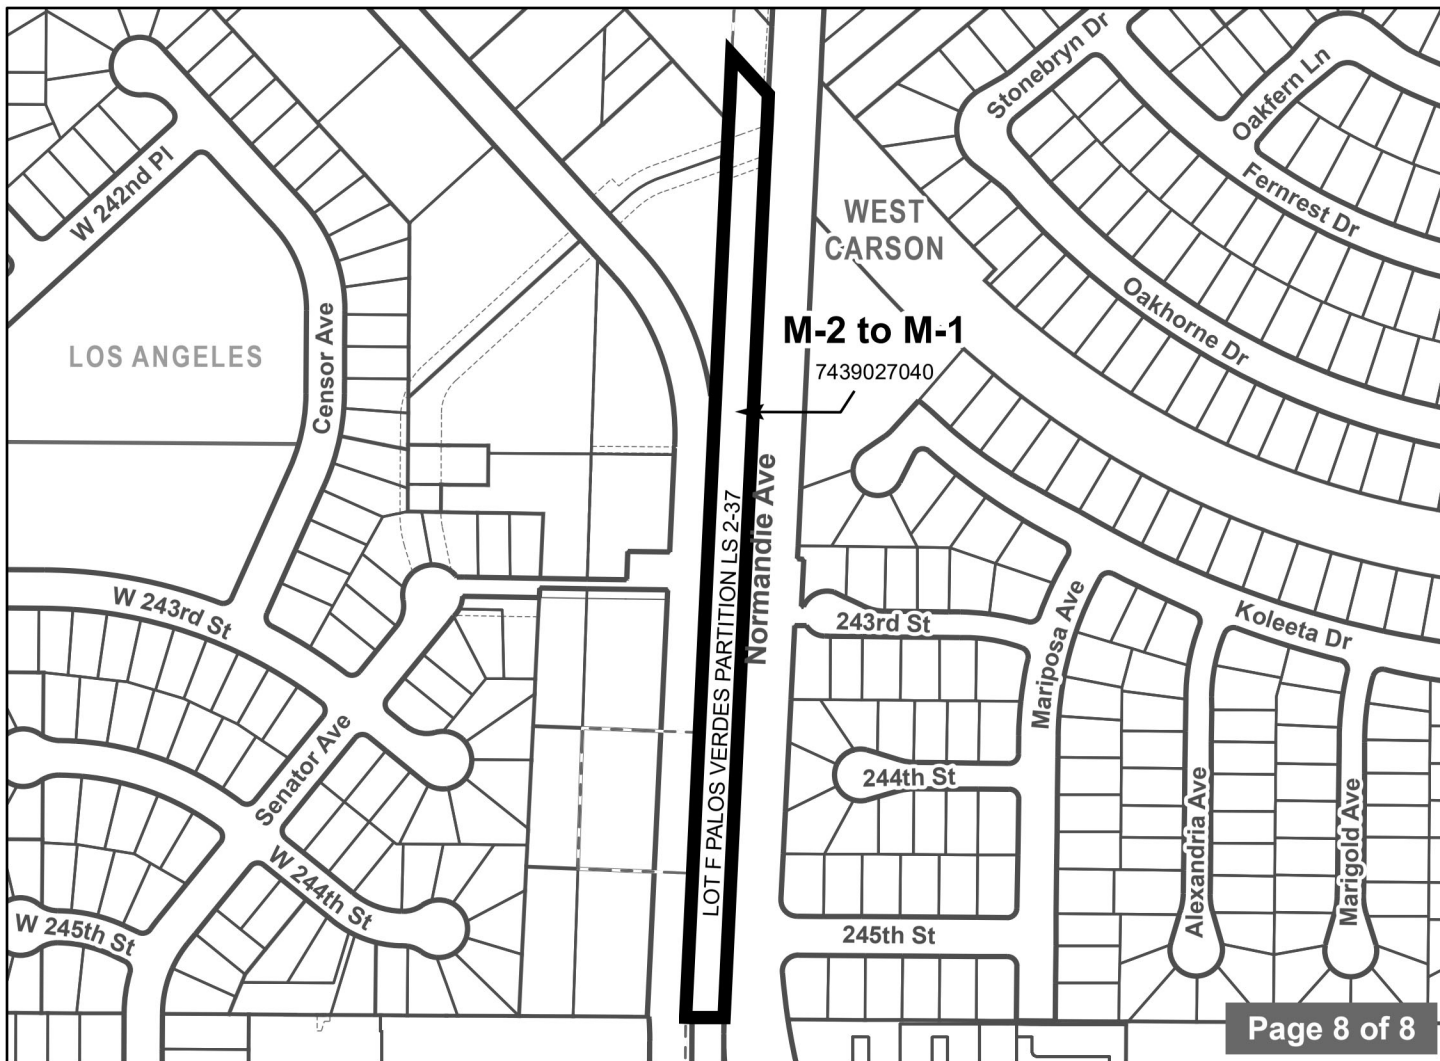 Stonebryn Dr
Oakfern Ln
W 242nd Pl
Fernrest Dr
WEST
CARSON
Oakhorne Dr
M-2 to M-1
7439027040
LOS ANGELES
Censor Ave
Normandie Ave
LOT F PALOS VERDES PARTITION LS 2-37
W 243rd St
243rd St
Mariposa Ave
Koleeta Dr
Senator Ave
244th St
Alexandria Ave
Marigold Ave
W 244th St
W 245th St
245th St
Page 8 of 8